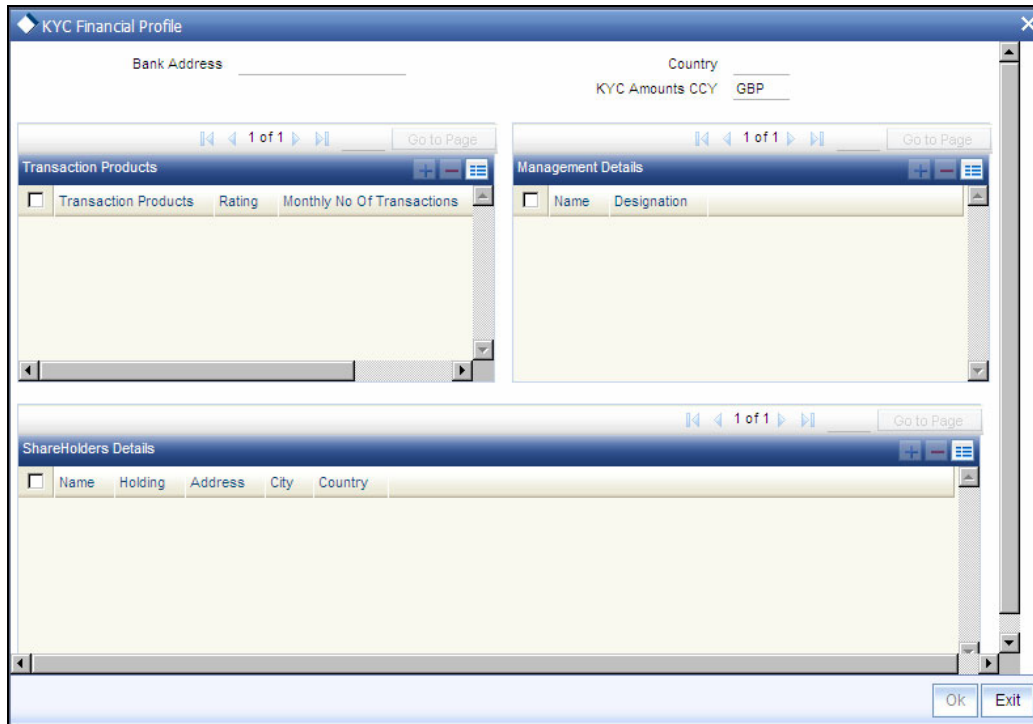 KYC Financial Profile
Bank Address
Country
KYC Amounts CCY GBP
1 of 1 Go to Page
Transaction Products
Transaction Products Rating Monthly No Of Transactions
1 of 1 Go to Page
Management Details
Name Designation
1 of 1 Go to Page
ShareHolders Details
Name Holding Address City Country
Ok Exit